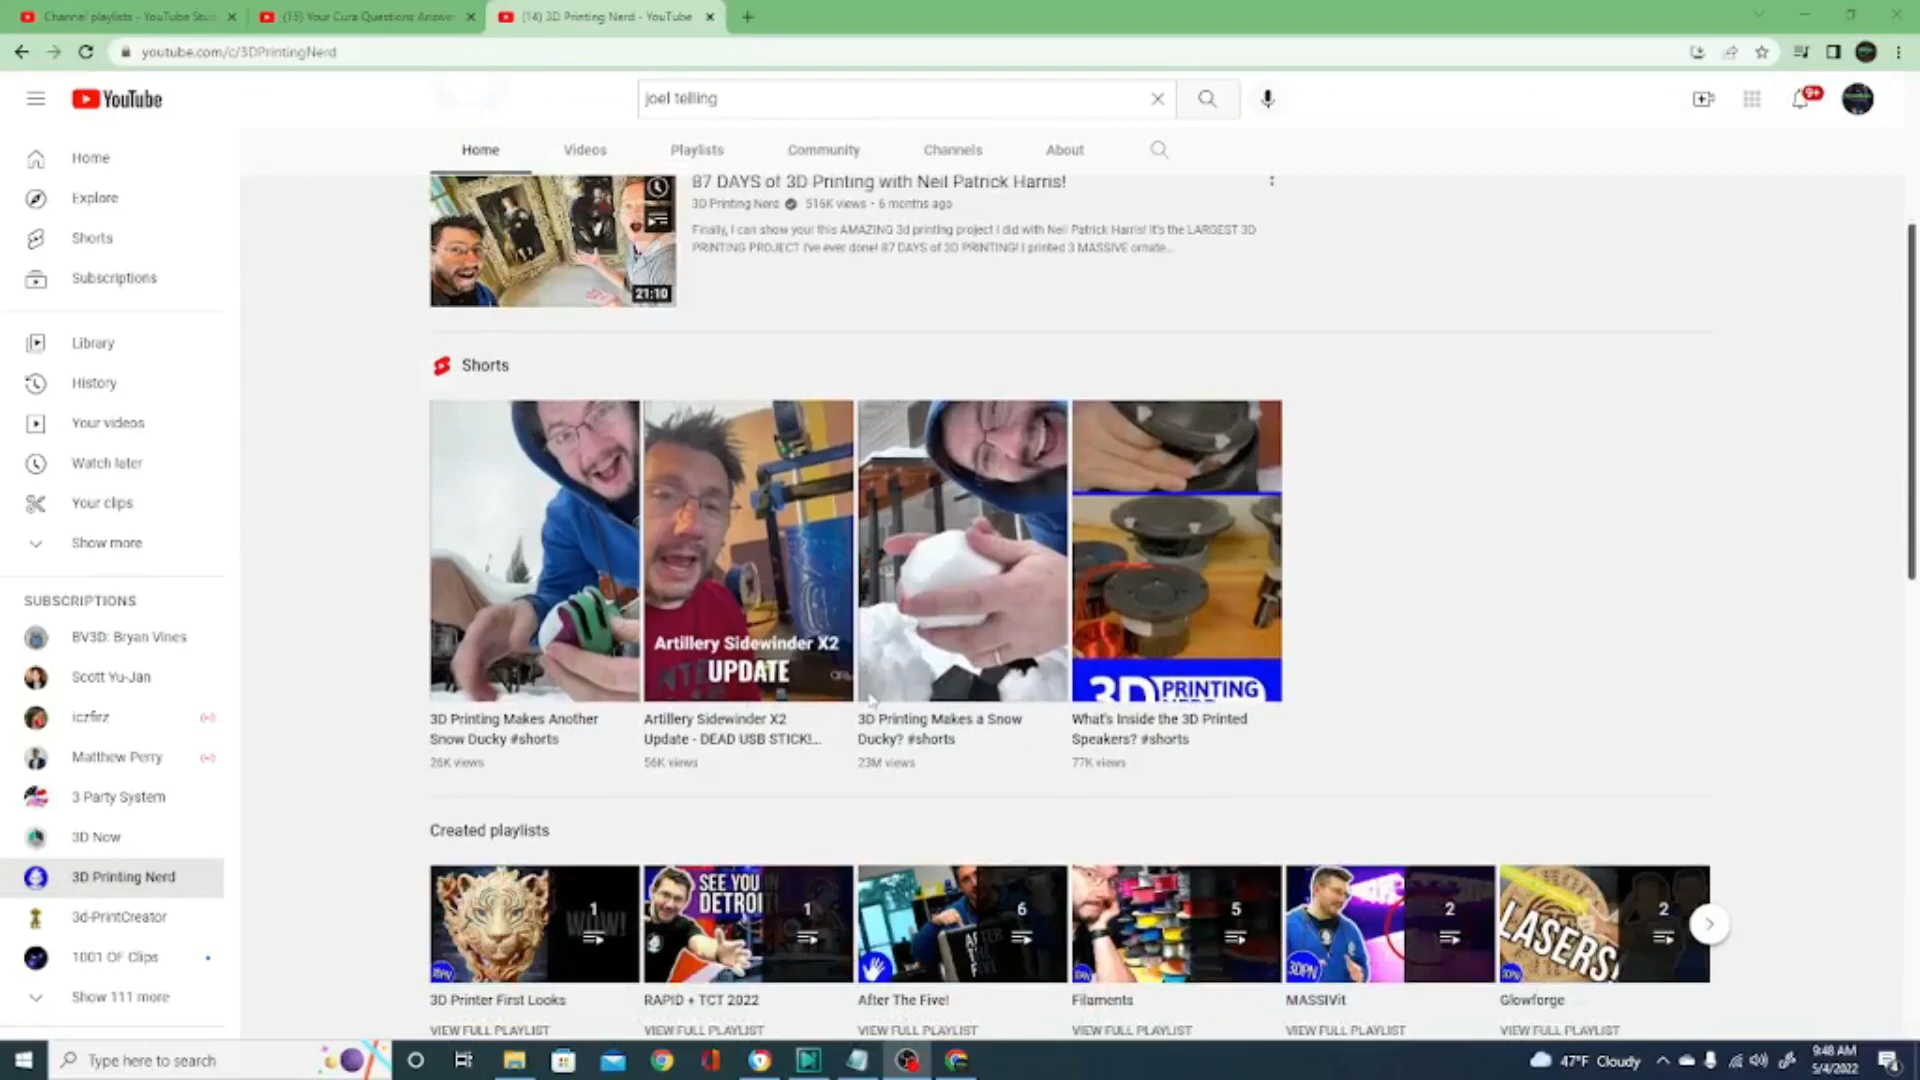 Channel playlists - YouTube Stu
(15) Your Cura Questions Answe
(14) 3D Printing Nerd - YouTube
youtube.com/c/3DPrintingNerd
YouTube
joel telling
9+
Home
Videos
Playlists
Community
Channels
About
Home
Explore
Shorts
Subscriptions
Library
History
Your videos
Watch later
Your clips
Show more
SUBSCRIPTIONS
BV3D: Bryan Vines
Scott Yu-Jan
iczfirz
Matthew Perry
3 Party System
3D Now
3D Printing Nerd
3d-PrintCreator
1001 OF Clips
Show 111 more
87 DAYS of 3D Printing with Neil Patrick Harris!
3D Printing Nerd 516K views • 6 months ago
Finally, I can show your this AMAZING 3d printing project I did with Neil Patrick Harris! It's the LARGEST 3D
PRINTING PROJECT I've ever done! 87 DAYS of 3D PRINTING! I printed 3 MASSIVE ornate...
21:10
Shorts
Artillery Sidewinder X2
UPDATE
3D PRINTING
3D Printing Makes Another
Snow Ducky #shorts
26K views
Artillery Sidewinder X2
Update - DEAD USB STICK!...
56K views
3D Printing Makes a Snow
Ducky? #shorts
23M views
What's Inside the 3D Printed
Speakers? #shorts
77K views
Created playlists
1
WOW!
SEE YOU IN
DETROIT
1
6
5
2
3DPN
LASERS!
2
3D Printer First Looks
VIEW FULL PLAYLIST
RAPID + TCT 2022
VIEW FULL PLAYLIST
After The Five!
VIEW FULL PLAYLIST
Filaments
VIEW FULL PLAYLIST
MASSIVit
VIEW FULL PLAYLIST
Glowforge
VIEW FULL PLAYLIST
Type here to search
47°F Cloudy
9:48 AM
5/4/2022
4